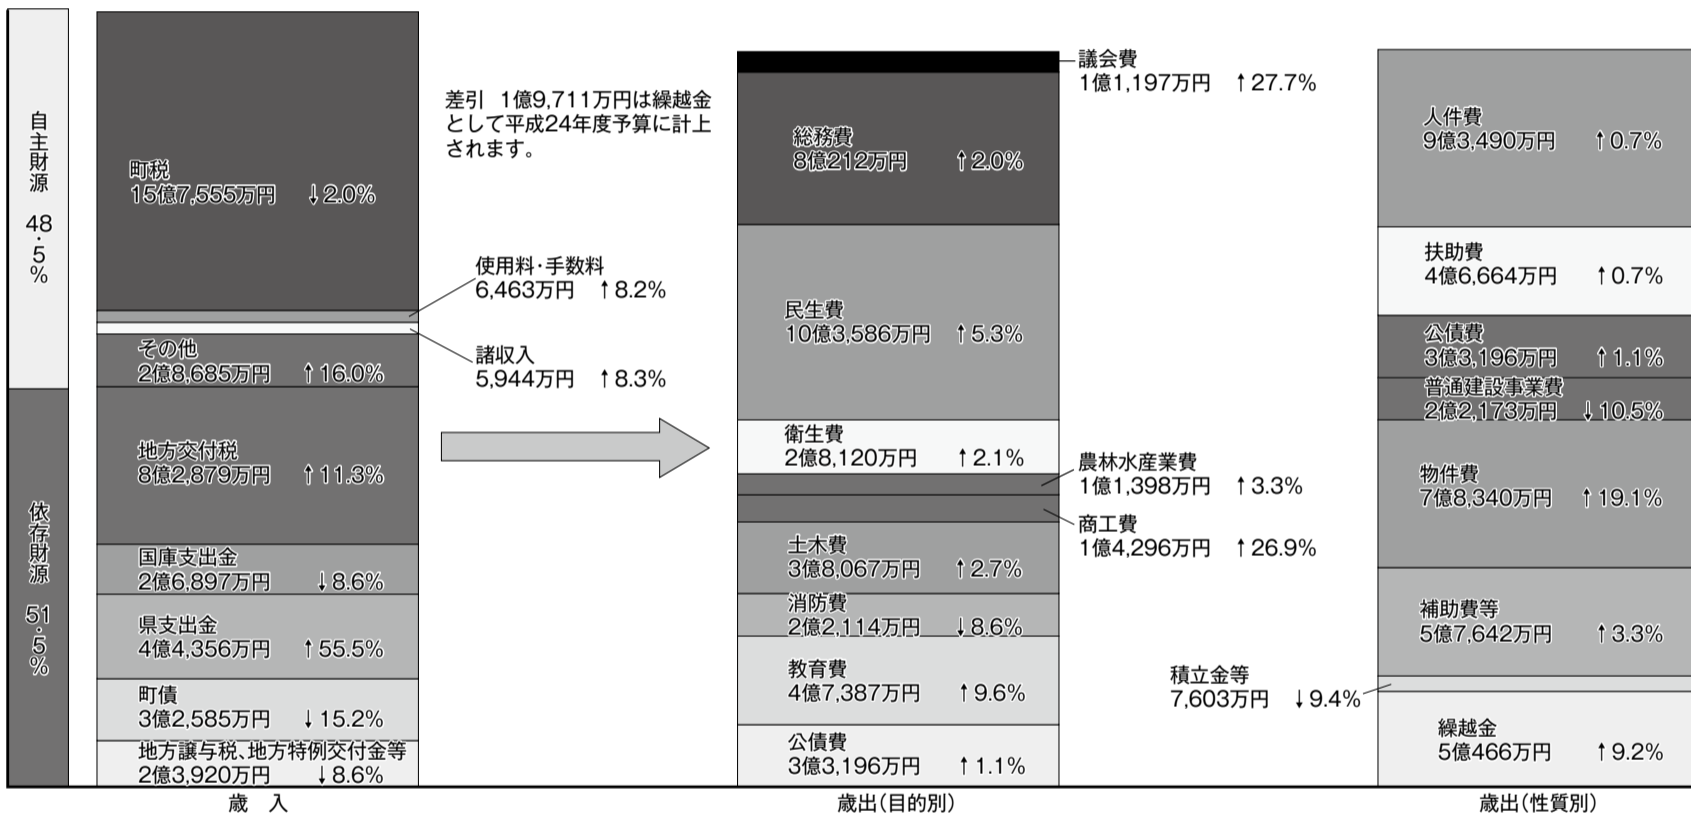 自主財源 48.5%
依存財源 51.5%
町税
15億7,555万円 ↓2.0%
使用料・手数料
6,463万円 ↑8.2%
諸収入
5,944万円 ↑8.3%
その他
2億8,685万円 ↑16.0%
地方交付税
8億2,879万円 ↑11.3%
国庫支出金
2億6,897万円 ↓8.6%
県支出金
4億4,356万円 ↑55.5%
町債
3億2,585万円 ↓15.2%
地方譲与税、地方特例交付金等
2億3,920万円 ↓8.6%
歳 入
差引 1億9,711万円は繰越金
として平成24年度予算に計上
されます。
議会費
1億1,197万円 ↑27.7%
総務費
8億212万円 ↑2.0%
民生費
10億3,586万円 ↑5.3%
衛生費
2億8,120万円 ↑2.1%
農林水産業費
1億1,398万円 ↑3.3%
商工費
1億4,296万円 ↑26.9%
土木費
3億8,067万円 ↑2.7%
消防費
2億2,114万円 ↓8.6%
教育費
4億7,387万円 ↑9.6%
公債費
3億3,196万円 ↑1.1%
歳出(目的別)
人件費
9億3,490万円 ↑0.7%
扶助費
4億6,664万円 ↑0.7%
公債費
3億3,196万円 ↑1.1%
普通建設事業費
2億2,173万円 ↓10.5%
物件費
7億8,340万円 ↑19.1%
補助費等
5億7,642万円 ↑3.3%
積立金等
7,603万円 ↓9.4%
繰越金
5億466万円 ↑9.2%
歳出(性質別)